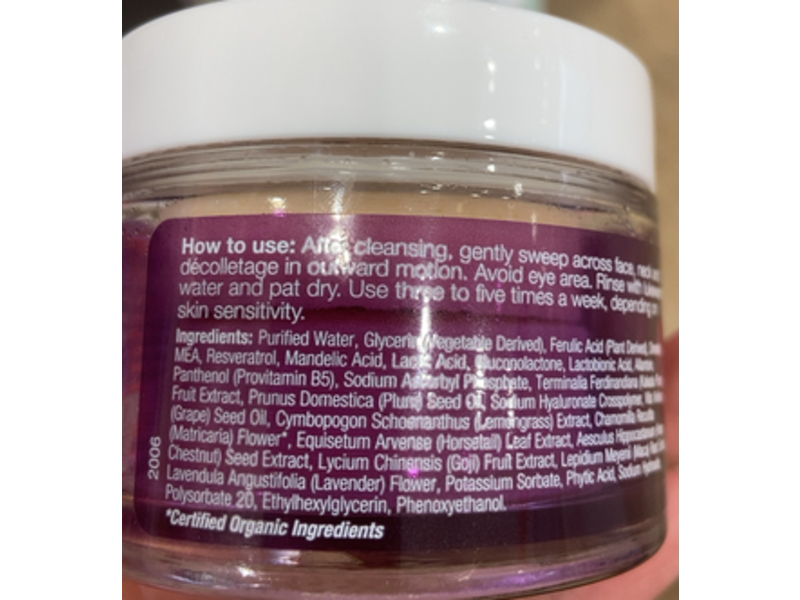 How to use: After cleansing, gently sweep across face, neck and
décolletage in outward motion. Avoid eye area. Rinse with
water and pat dry. Use three to five times a week, depending on
skin sensitivity.
Ingredients: Purified Water, Glycerin (Vegetable Derived), Ferulic Acid (Plant Derived),
MEA, Resveratrol, Mandelic Acid, Lactic Acid, Gluconolactone, Lactobionic Acid,
Panthenol (Provitamin B5), Sodium Ascorbyl Phosphate, Terminalia Ferdinandiana
Fruit Extract, Prunus Domestica (Plum) Seed Oil, Sodium Hyaluronate Crosspolymer,
(Grape) Seed Oil, Cymbopogon Schoenanthus (Lemongrass) Extract, Chamomilla Recutita
(Matricaria) Flower*, Equisetum Arvense (Horsetail) Leaf Extract, Aesculus
Chestnut) Seed Extract, Lycium Chinensis (Goji) Fruit Extract, Lepidium Meyenii (Maca)
Lavendula Angustifolia (Lavender) Flower, Potassium Sorbate, Phytic Acid, Sodium
Polysorbate 20, Ethylhexylglycerin, Phenoxyethanol.
*Certified Organic Ingredients
2006